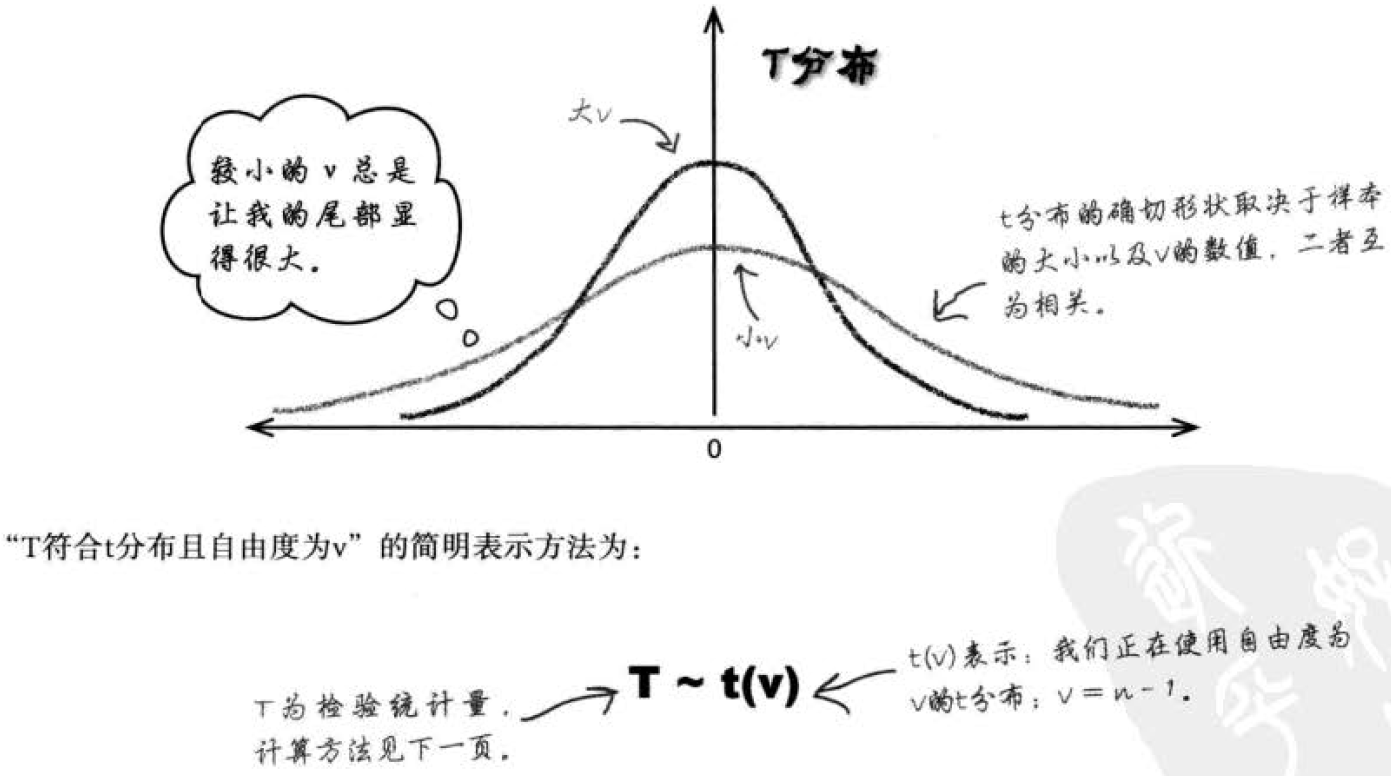 T分布
大v
较小的 v 总是
让我的尾部显
得很大。
t分布的确切形状取决于样本
的大小以及v的数值，二者互
为相关。
小v
0
“T符合t分布且自由度为v”的简明表示方法为：
t(v)表示：我们正在使用自由度为
v的t分布；v = n - 1.
T ~ t(v)
T为检验统计量，
计算方法见下一页。